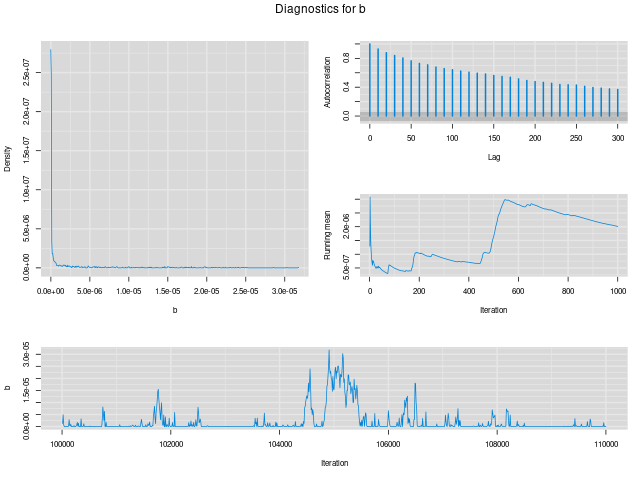 Diagnostics for b
Density
0.0e+00
5.0e+06
1.0e+07
1.5e+07
2.0e+07
2.5e+07
0.0e+00 5.0e-06 1.0e-05 1.5e-05 2.0e-05 2.5e-05 3.0e-05
b
Autocorrelation
0.0 0.4 0.8
0 50 100 150 200 250 300
Lag
Running mean
5.0e-07 2.0e-06
0 200 400 600 800 1000
Iteration
b
0.0e+00 1.5e-05 3.0e-05
100000 102000 104000 106000 108000 110000
Iteration